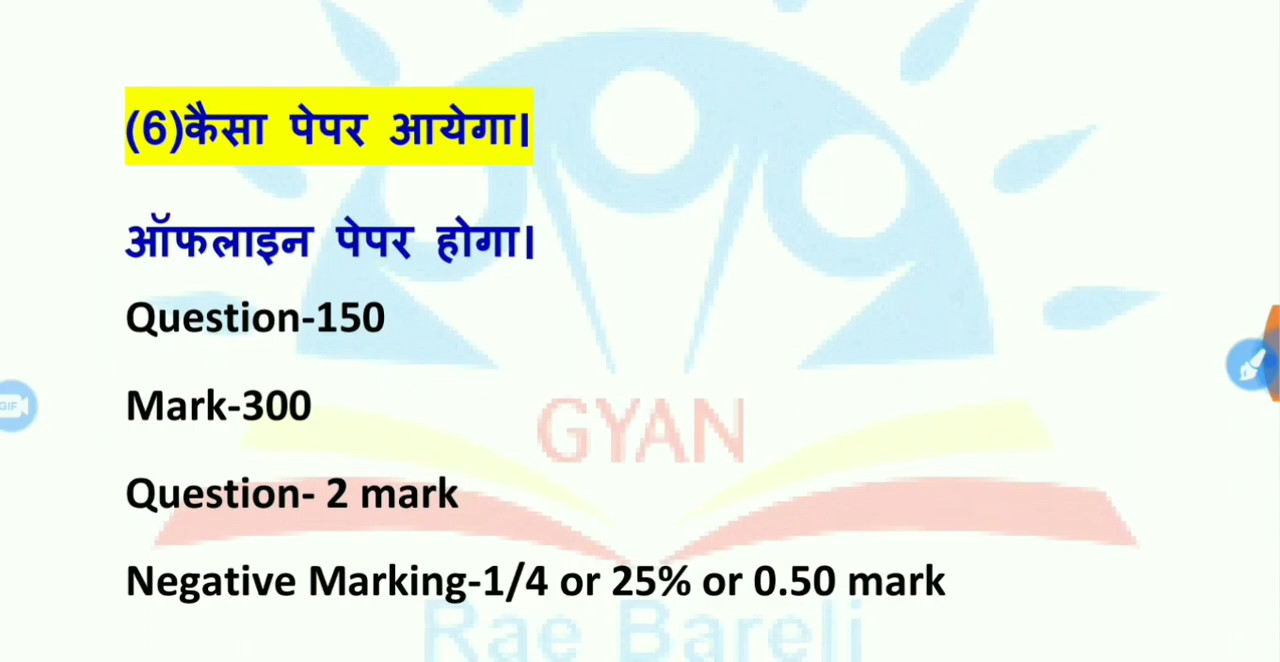 (6)कैसा पेपर आयेगा।
ऑफलाइन पेपर होगा।
Question-150
Mark-300
GYAN
Question- 2 mark
Negative Marking-1/4 or 25% or 0.50 mark
Rae Bareli
GIF